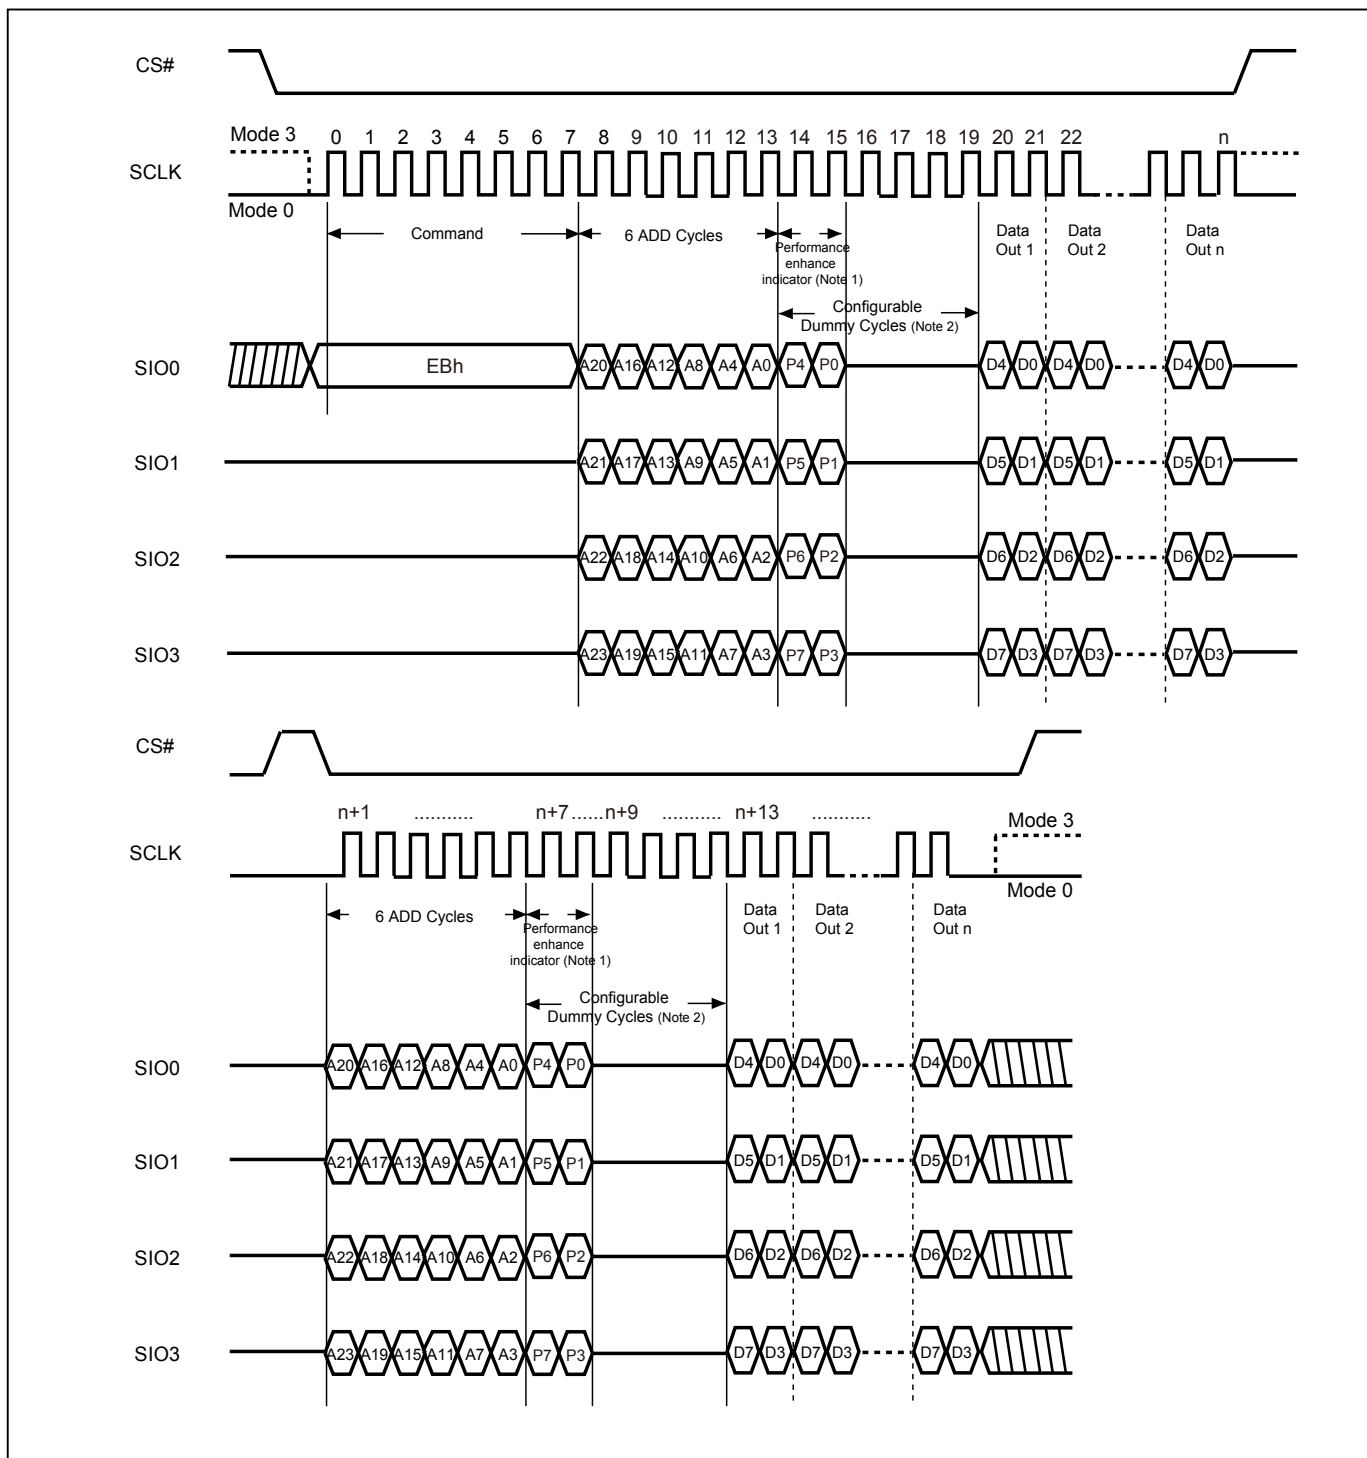 CS#
Mode 3
0 1 2 3 4 5 6 7 8 9 10 11 12 13 14 15 16 17 18 19 20 21 22 n
SCLK
Mode 0
Command
6 ADD Cycles
Performance
enhance
indicator (Note 1)
Data
Out 1
Data
Out 2
Data
Out n
Configurable
Dummy Cycles (Note 2)
SIO0 EBh A20 A16 A12 A8 A4 A0 P4 P0 D4 D0 D4 D0 D4 D0
SIO1 A21 A17 A13 A9 A5 A1 P5 P1 D5 D1 D5 D1 D5 D1
SIO2 A22 A18 A14 A10 A6 A2 P6 P2 D6 D2 D6 D2 D6 D2
SIO3 A23 A19 A15 A11 A7 A3 P7 P3 D7 D3 D7 D3 D7 D3
CS#
n+1 ........... n+7 ......n+9 ........... n+13 ...........
Mode 3
SCLK
Mode 0
6 ADD Cycles
Performance
enhance
indicator (Note 1)
Data
Out 1
Data
Out 2
Data
Out n
Configurable
Dummy Cycles (Note 2)
SIO0 A20 A16 A12 A8 A4 A0 P4 P0 D4 D0 D4 D0 D4 D0
SIO1 A21 A17 A13 A9 A5 A1 P5 P1 D5 D1 D5 D1 D5 D1
SIO2 A22 A18 A14 A10 A6 A2 P6 P2 D6 D2 D6 D2 D6 D2
SIO3 A23 A19 A15 A11 A7 A3 P7 P3 D7 D3 D7 D3 D7 D3